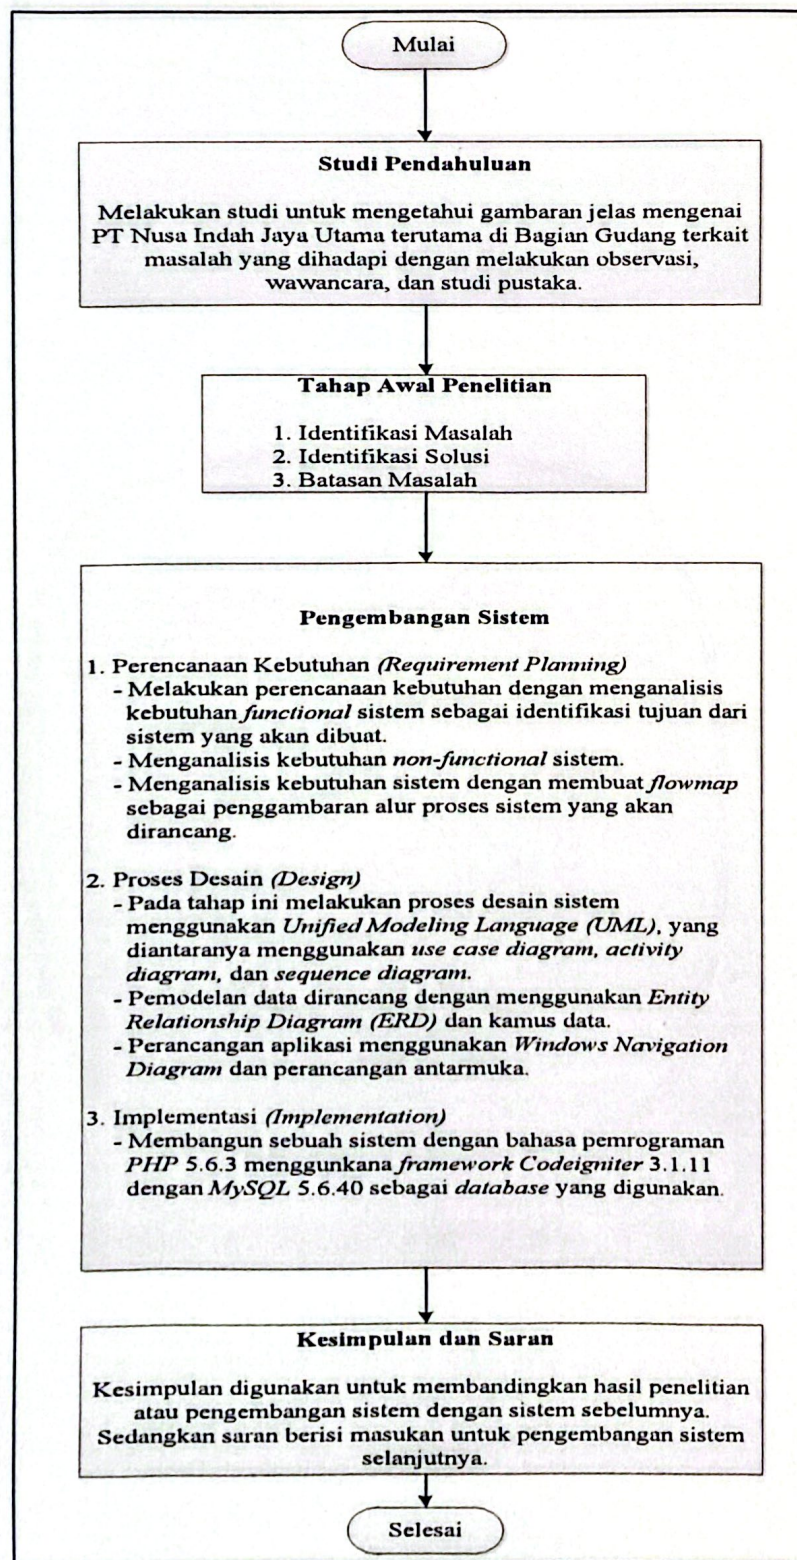 Mulai
Studi Pendahuluan
Melakukan studi untuk mengetahui gambaran jelas mengenai
PT Nusa Indah Jaya Utama terutama di Bagian Gudang terkait
masalah yang dihadapi dengan melakukan observasi,
wawancara, dan studi pustaka.
Tahap Awal Penelitian
1. Identifikasi Masalah
2. Identifikasi Solusi
3. Batasan Masalah
Pengembangan Sistem
1. Perencanaan Kebutuhan (Requirement Planning)
- Melakukan perencanaan kebutuhan dengan menganalisis
kebutuhan functional sistem sebagai identifikasi tujuan dari
sistem yang akan dibuat.
- Menganalisis kebutuhan non-functional sistem.
- Menganalisis kebutuhan sistem dengan membuat flowmap
sebagai penggambaran alur proses sistem yang akan
dirancang.
2. Proses Desain (Design)
- Pada tahap ini melakukan proses desain sistem
menggunakan Unified Modeling Language (UML), yang
diantaranya menggunakan use case diagram, activity
diagram, dan sequence diagram.
- Pemodelan data dirancang dengan menggunakan Entity
Relationship Diagram (ERD) dan kamus data.
- Perancangan aplikasi menggunakan Windows Navigation
Diagram dan perancangan antarmuka.
3. Implementasi (Implementation)
- Membangun sebuah sistem dengan bahasa pemrograman
PHP 5.6.3 menggunkana framework Codeigniter 3.1.11
dengan MySQL 5.6.40 sebagai database yang digunakan.
Kesimpulan dan Saran
Kesimpulan digunakan untuk membandingkan hasil penelitian
atau pengembangan sistem dengan sistem sebelumnya.
Sedangkan saran berisi masukan untuk pengembangan sistem
selanjutnya.
Selesai